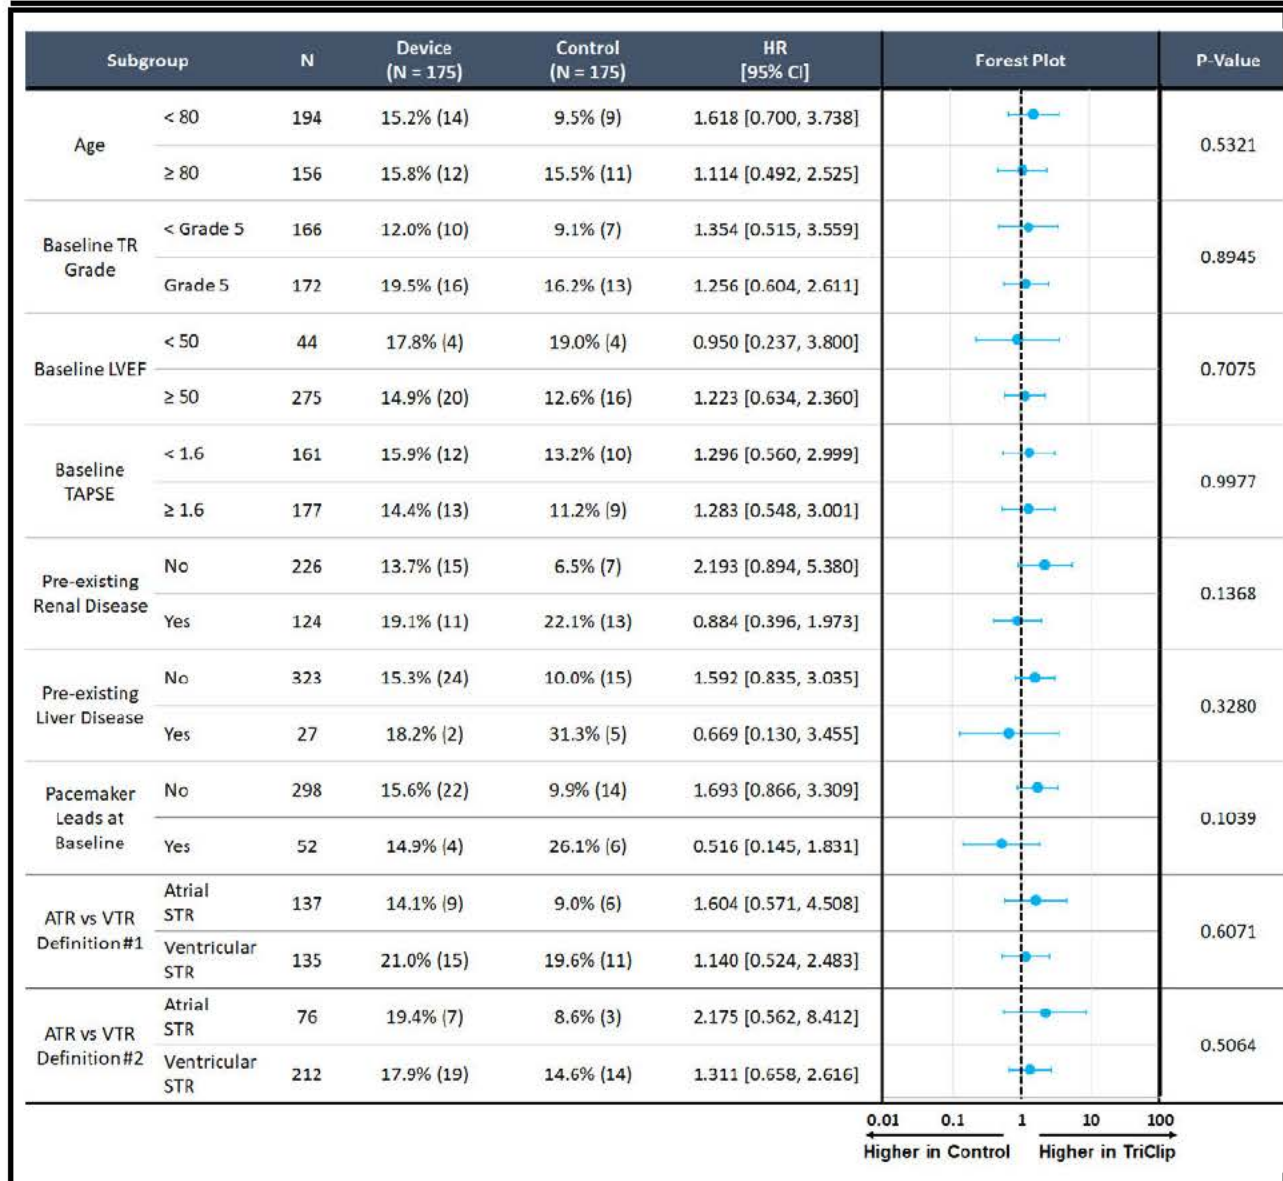 Subgroup N Device (N = 175) Control (N = 175) HR [95% CI] Forest Plot P-Value
Age
< 80 194 15.2% (14) 9.5% (9) 1.618 [0.700, 3.738]
≥ 80 156 15.8% (12) 15.5% (11) 1.114 [0.492, 2.525]
0.5321
Baseline TR
Grade
< Grade 5 166 12.0% (10) 9.1% (7) 1.354 [0.515, 3.559]
Grade 5 172 19.5% (16) 16.2% (13) 1.256 [0.604, 2.611]
0.8945
Baseline LVEF
< 50 44 17.8% (4) 19.0% (4) 0.950 [0.237, 3.800]
≥ 50 275 14.9% (20) 12.6% (16) 1.223 [0.634, 2.360]
0.7075
Baseline
TAPSE
< 1.6 161 15.9% (12) 13.2% (10) 1.296 [0.560, 2.999]
≥ 1.6 177 14.4% (13) 11.2% (9) 1.283 [0.548, 3.001]
0.9977
Pre-existing
Renal Disease
No 226 13.7% (15) 6.5% (7) 2.193 [0.894, 5.380]
Yes 124 19.1% (11) 22.1% (13) 0.884 [0.396, 1.973]
0.1368
Pre-existing
Liver Disease
No 323 15.3% (24) 10.0% (15) 1.592 [0.835, 3.035]
Yes 27 18.2% (2) 31.3% (5) 0.669 [0.130, 3.455]
0.3280
Pacemaker
Leads at
Baseline
No 298 15.6% (22) 9.9% (14) 1.693 [0.866, 3.309]
Yes 52 14.9% (4) 26.1% (6) 0.516 [0.145, 1.831]
0.1039
ATR vs VTR
Definition#1
Atrial
STR
137 14.1% (9) 9.0% (6) 1.604 [0.571, 4.508]
Ventricular
STR
135 21.0% (15) 19.6% (11) 1.140 [0.524, 2.483]
0.6071
ATR vs VTR
Definition#2
Atrial
STR
76 19.4% (7) 8.6% (3) 2.175 [0.562, 8.412]
Ventricular
STR
212 17.9% (19) 14.6% (14) 1.311 [0.658, 2.616]
0.5064
0.01 0.1 1 10 100
Higher in Control Higher in TriClip